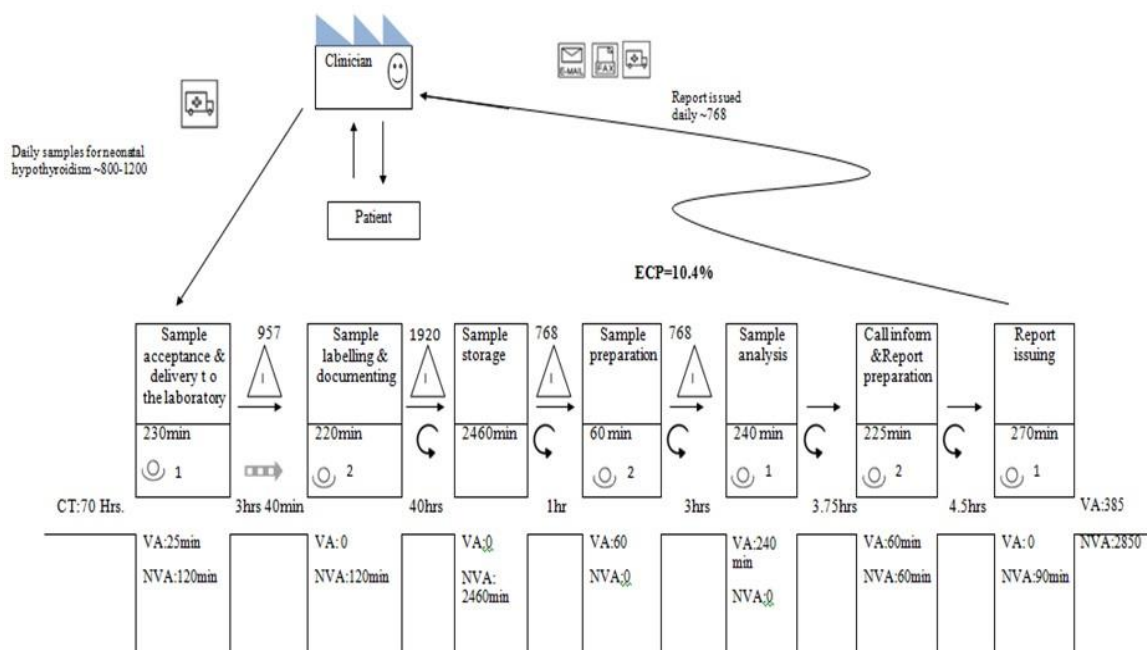 Clinician
E-MAIL
FAX
Report issued
daily ~768
Daily samples for neonatal
hypothyroidism ~800-1200
Patient
ECP=10.4%
Sample
acceptance &
delivery t o
the laboratory
957
I
Sample
labelling &
documenting
1920
I
Sample
storage
768
I
Sample
preparation
768
I
Sample
analysis
Call inform
&Report
preparation
Report
issuing
230min
1
220min
2
2460min
60 min
2
240 min
1
225min
2
270min
1
CT:70 Hrs.
3hrs 40min
40hrs
1hr
3hrs
3.75hrs
4.5hrs
VA:385
NVA:2850
VA:25min
NVA:120min
VA: 0
NVA:120min
VA:0
NVA:
2460min
VA:60
NVA:0
VA:240
min
NVA:0
VA:60min
NVA:60min
VA: 0
NVA:90min